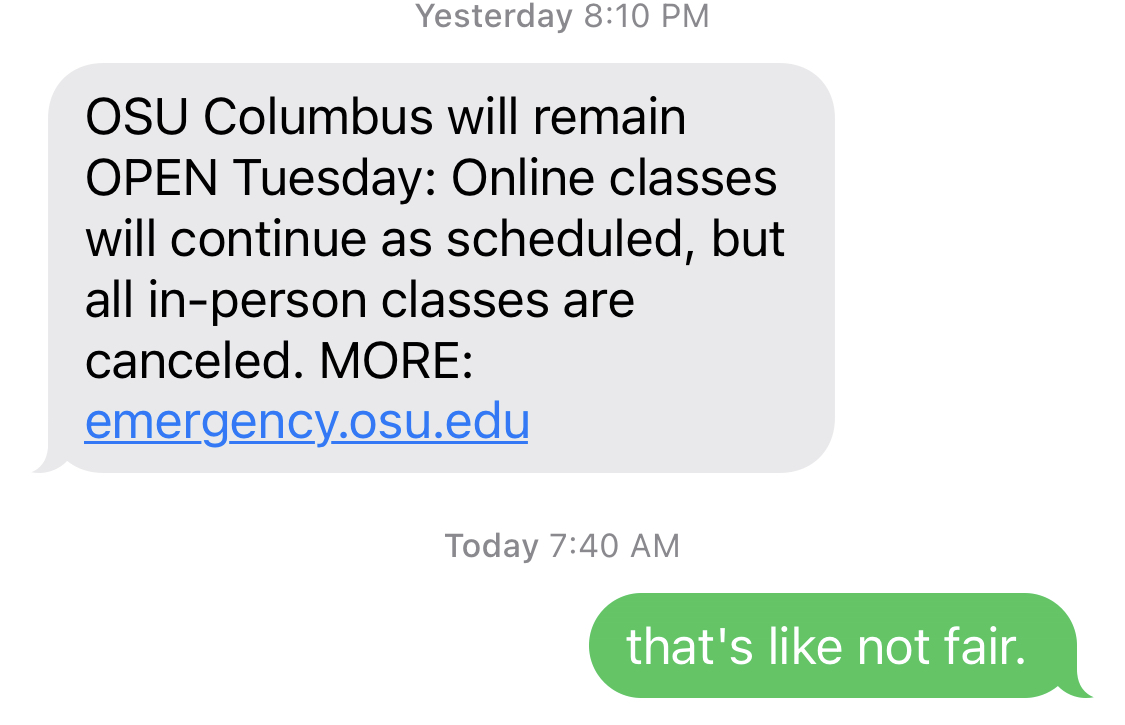 Yesterday 8:10 PM
OSU Columbus will remain
OPEN Tuesday: Online classes
will continue as scheduled, but
all in-person classes are
canceled. MORE:
emergency.osu.edu
Today 7:40 AM
that's like not fair.